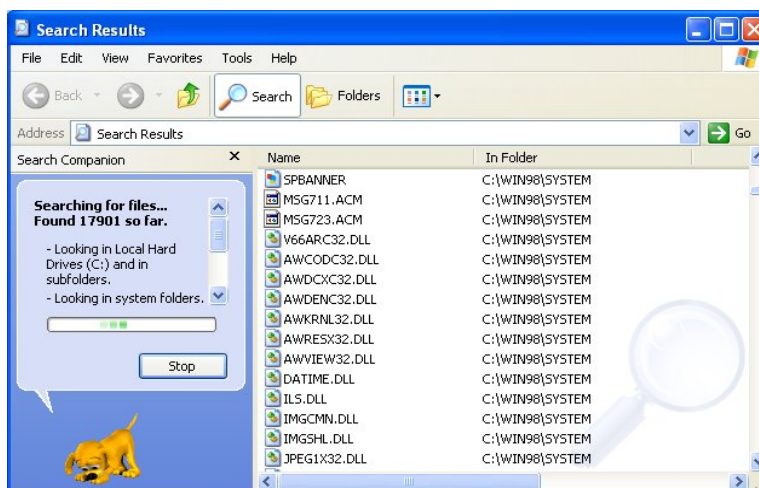 Search Results
File Edit View Favorites Tools Help
Back Search Folders
Address Search Results Go
Search Companion
Searching for files...
Found 17901 so far.
- Looking in Local Hard
Drives (C:) and in
subfolders.
- Looking in system folders.
Stop
Name In Folder
SPBANNER C:\WIN98\SYSTEM
MSG711.ACM C:\WIN98\SYSTEM
MSG723.ACM C:\WIN98\SYSTEM
V66ARC32.DLL C:\WIN98\SYSTEM
AWCODC32.DLL C:\WIN98\SYSTEM
AWDCXC32.DLL C:\WIN98\SYSTEM
AWDENC32.DLL C:\WIN98\SYSTEM
AWKRNL32.DLL C:\WIN98\SYSTEM
AWRESX32.DLL C:\WIN98\SYSTEM
AWVIEW32.DLL C:\WIN98\SYSTEM
DATIME.DLL C:\WIN98\SYSTEM
ILS.DLL C:\WIN98\SYSTEM
IMGCMN.DLL C:\WIN98\SYSTEM
IMGSHL.DLL C:\WIN98\SYSTEM
JPEG1X32.DLL C:\WIN98\SYSTEM